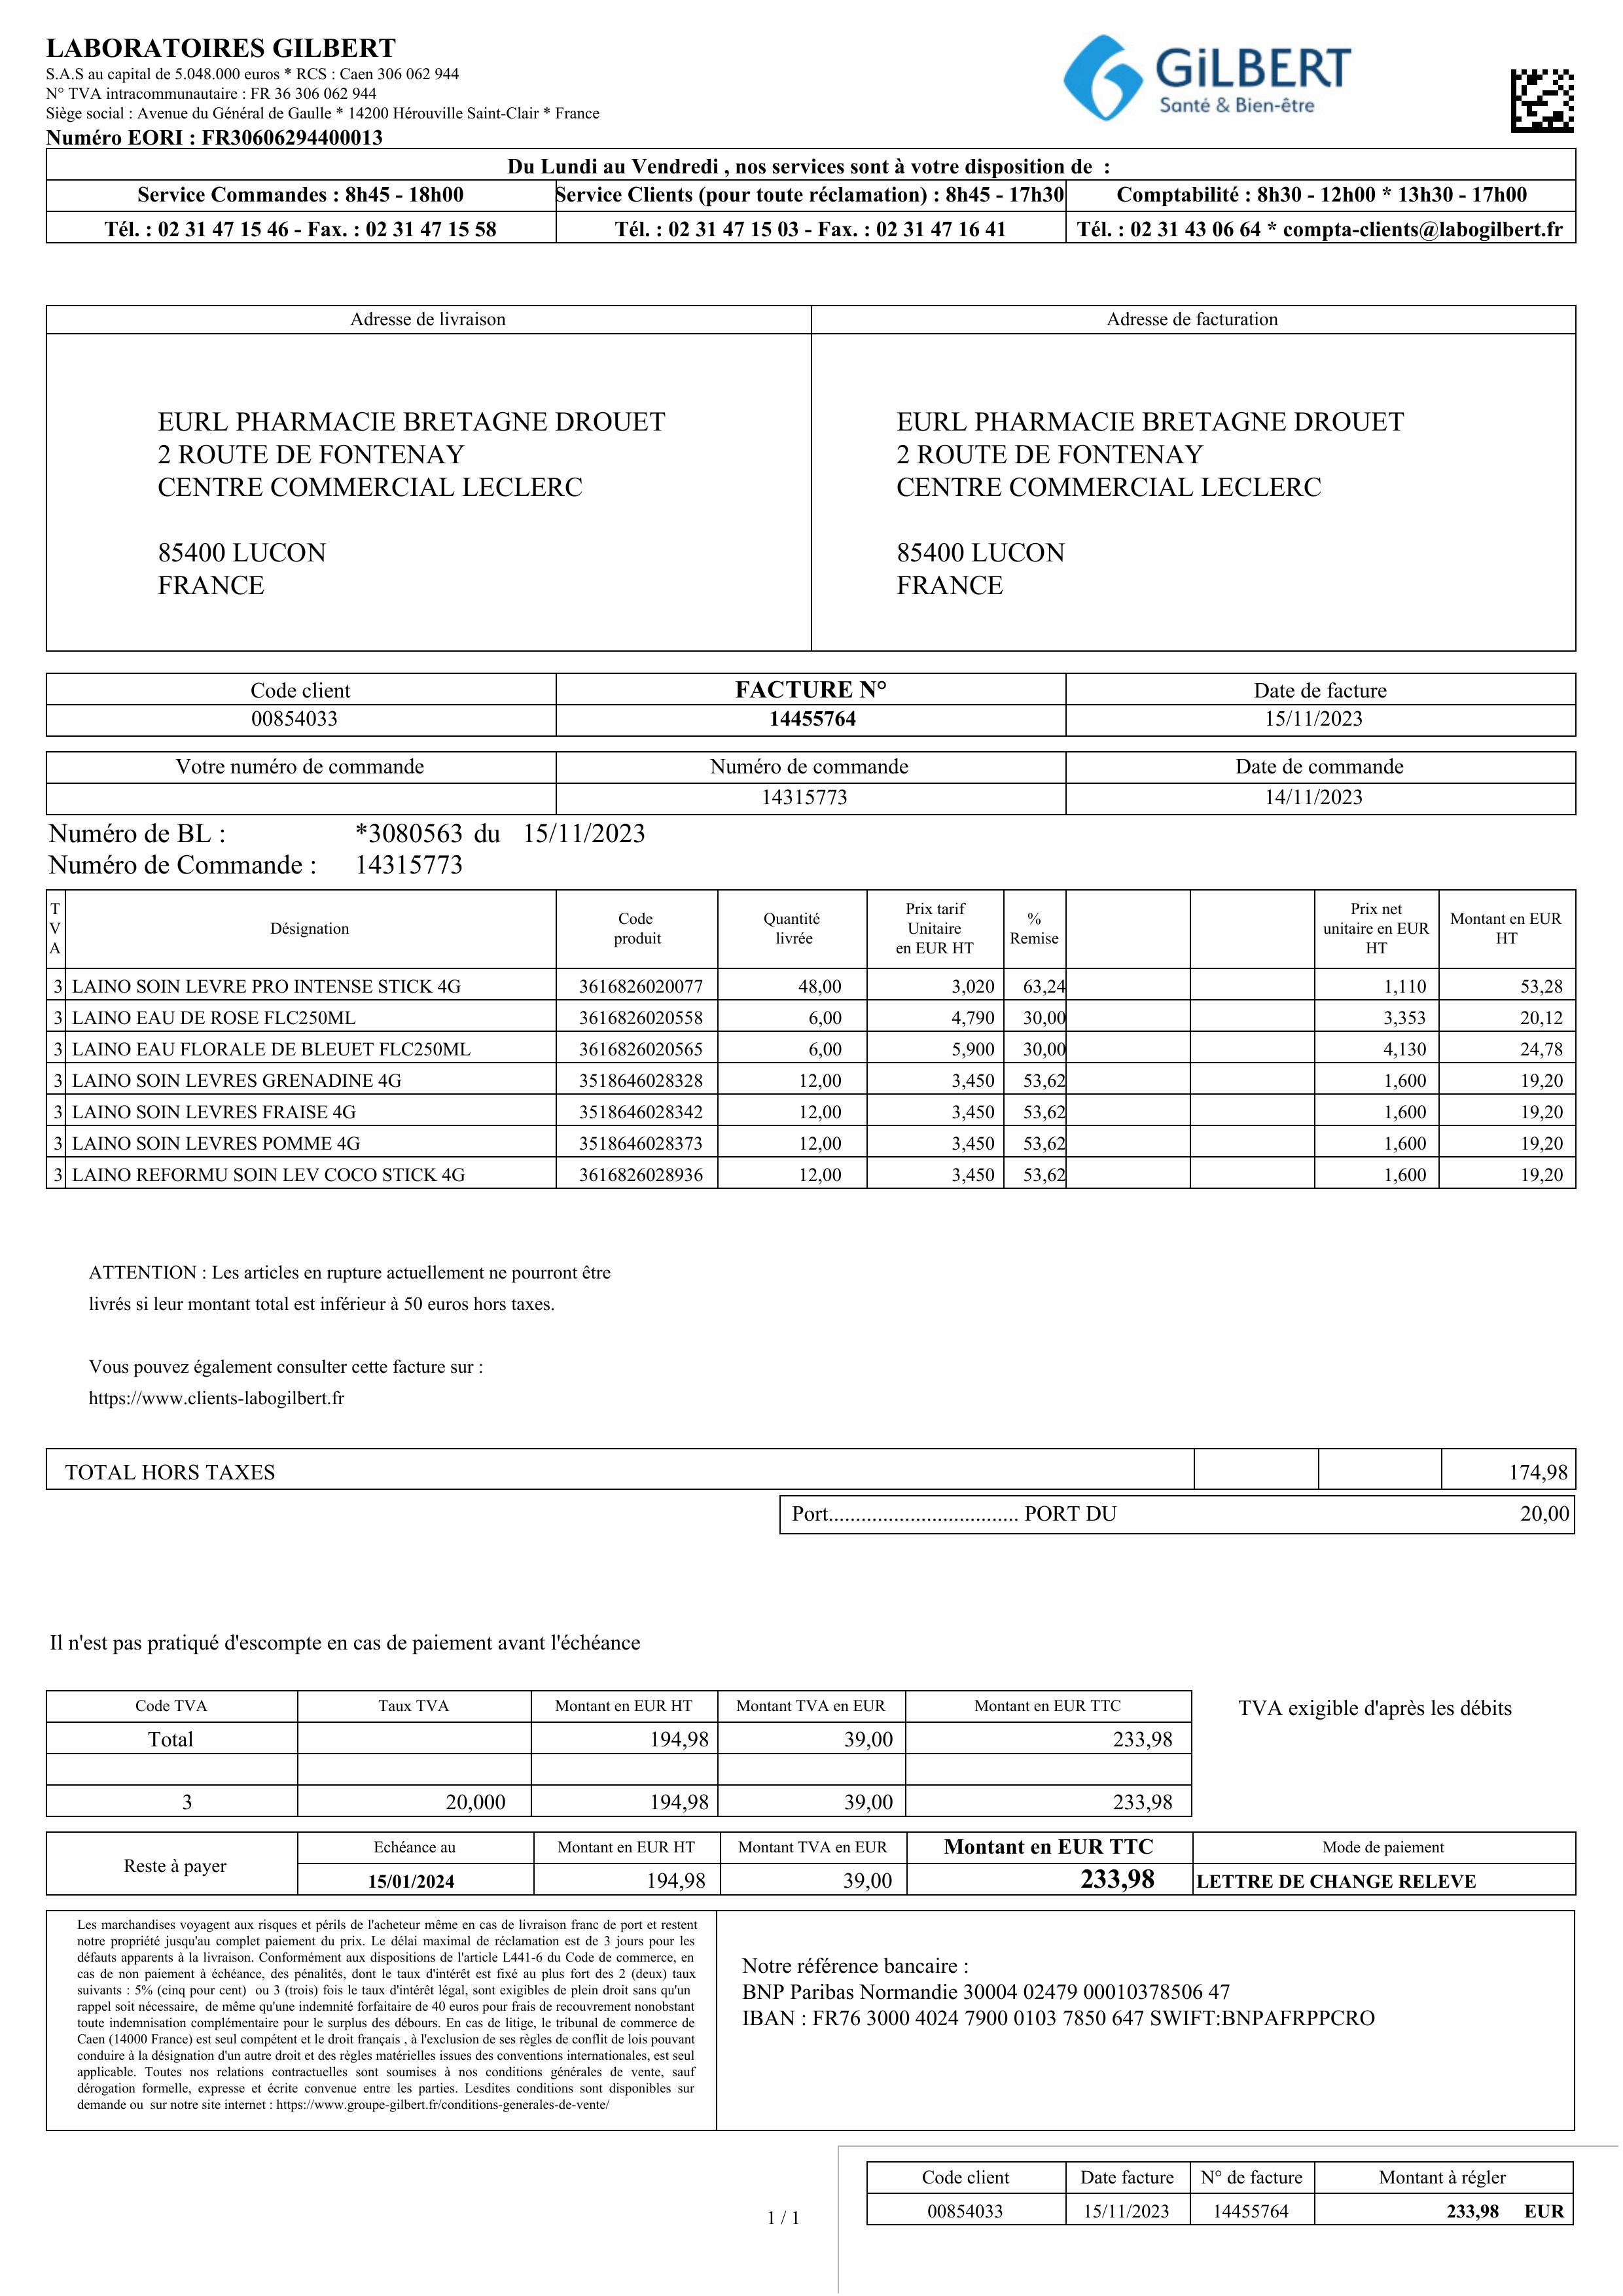 LABORATOIRES GILBERT
S.A.S au capital de 5.048.000 euros * RCS : Caen 306 062 944
N° TVA intracommunautaire : FR 36 306 062 944
Siège social : Avenue du Général de Gaulle * 14200 Hérouville Saint-Clair * France
Numéro EORI : FR30606294400013
GiLBERT
Santé & Bien-être
Du Lundi au Vendredi , nos services sont à votre disposition de :
Service Commandes : 8h45 - 18h00 Service Clients (pour toute réclamation) : 8h45 - 17h30 Comptabilité : 8h30 - 12h00 * 13h30 - 17h00
Tél. : 02 31 47 15 46 - Fax. : 02 31 47 15 58 Tél. : 02 31 47 15 03 - Fax. : 02 31 47 16 41 Tél. : 02 31 43 06 64 * compta-clients@labogilbert.fr
Adresse de livraison Adresse de facturation
EURL PHARMACIE BRETAGNE DROUET EURL PHARMACIE BRETAGNE DROUET
2 ROUTE DE FONTENAY 2 ROUTE DE FONTENAY
CENTRE COMMERCIAL LECLERC CENTRE COMMERCIAL LECLERC
85400 LUCON 85400 LUCON
FRANCE FRANCE
Code client FACTURE N° Date de facture
00854033 14455764 15/11/2023
Votre numéro de commande Numéro de commande Date de commande
14315773 14/11/2023
Numéro de BL : *3080563 du 15/11/2023
Numéro de Commande : 14315773
TVA Désignation Code produit Quantité livrée Prix tarif Unitaire en EUR HT % Remise Prix net unitaire en EUR HT Montant en EUR HT
3 LAINO SOIN LEVRE PRO INTENSE STICK 4G 3616826020077 48,00 3,020 63,24 1,110 53,28
3 LAINO EAU DE ROSE FLC250ML 3616826020558 6,00 4,790 30,00 3,353 20,12
3 LAINO EAU FLORALE DE BLEUET FLC250ML 3616826020565 6,00 5,900 30,00 4,130 24,78
3 LAINO SOIN LEVRES GRENADINE 4G 3518646028328 12,00 3,450 53,62 1,600 19,20
3 LAINO SOIN LEVRES FRAISE 4G 3518646028342 12,00 3,450 53,62 1,600 19,20
3 LAINO SOIN LEVRES POMME 4G 3518646028373 12,00 3,450 53,62 1,600 19,20
3 LAINO REFORMU SOIN LEV COCO STICK 4G 3616826028936 12,00 3,450 53,62 1,600 19,20
ATTENTION : Les articles en rupture actuellement ne pourront être
livrés si leur montant total est inférieur à 50 euros hors taxes.
Vous pouvez également consulter cette facture sur :
https://www.clients-labogilbert.fr
TOTAL HORS TAXES 174,98
Port................................... PORT DU 20,00
Il n'est pas pratiqué d'escompte en cas de paiement avant l'échéance
Code TVA Taux TVA Montant en EUR HT Montant TVA en EUR Montant en EUR TTC TVA exigible d'après les débits
Total 194,98 39,00 233,98
3 20,000 194,98 39,00 233,98
Reste à payer Echéance au Montant en EUR HT Montant TVA en EUR Montant en EUR TTC Mode de paiement
15/01/2024 194,98 39,00 233,98 LETTRE DE CHANGE RELEVE
Les marchandises voyagent aux risques et périls de l'acheteur même en cas de livraison franc de port et restent
notre propriété jusqu'au complet paiement du prix. Le délai maximal de réclamation est de 3 jours pour les
défauts apparents à la livraison. Conformément aux dispositions de l'article L441-6 du Code de commerce, en
cas de non paiement à échéance, des pénalités, dont le taux d'intérêt est fixé au plus fort des 2 (deux) taux
suivants : 5% (cinq pour cent) ou 3 (trois) fois le taux d'intérêt légal, sont exigibles de plein droit sans qu'un
rappel soit nécessaire, de même qu'une indemnité forfaitaire de 40 euros pour frais de recouvrement nonobstant
toute indemnisation complémentaire pour le surplus des débours. En cas de litige, le tribunal de commerce de
Caen (14000 France) est seul compétent et le droit français , à l'exclusion de ses règles de conflit de lois pouvant
conduire à la désignation d'un autre droit et des règles matérielles issues des conventions internationales, est seul
applicable. Toutes nos relations contractuelles sont soumises à nos conditions générales de vente, sauf
dérogation formelle, expresse et écrite convenue entre les parties. Lesdites conditions sont disponibles sur
demande ou sur notre site internet : https://www.groupe-gilbert.fr/conditions-generales-de-vente/
Notre référence bancaire :
BNP Paribas Normandie 30004 02479 00010378506 47
IBAN : FR76 3000 4024 7900 0103 7850 647 SWIFT:BNPAFRPPCRO
Code client Date facture N° de facture Montant à régler
00854033 15/11/2023 14455764 233,98 EUR
1 / 1